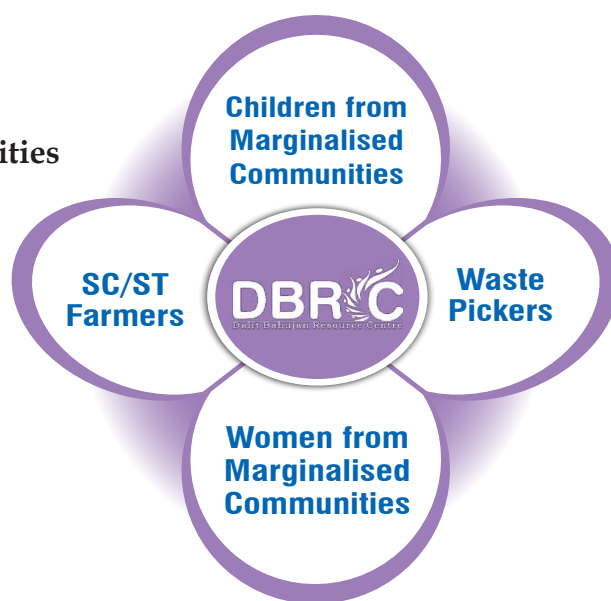 Children from
Marginalised
Communities
ities
SC/ST
Farmers
DBRC
Dalit Bahujan Resource Centre
Waste
Pickers
Women from
Marginalised
Communities